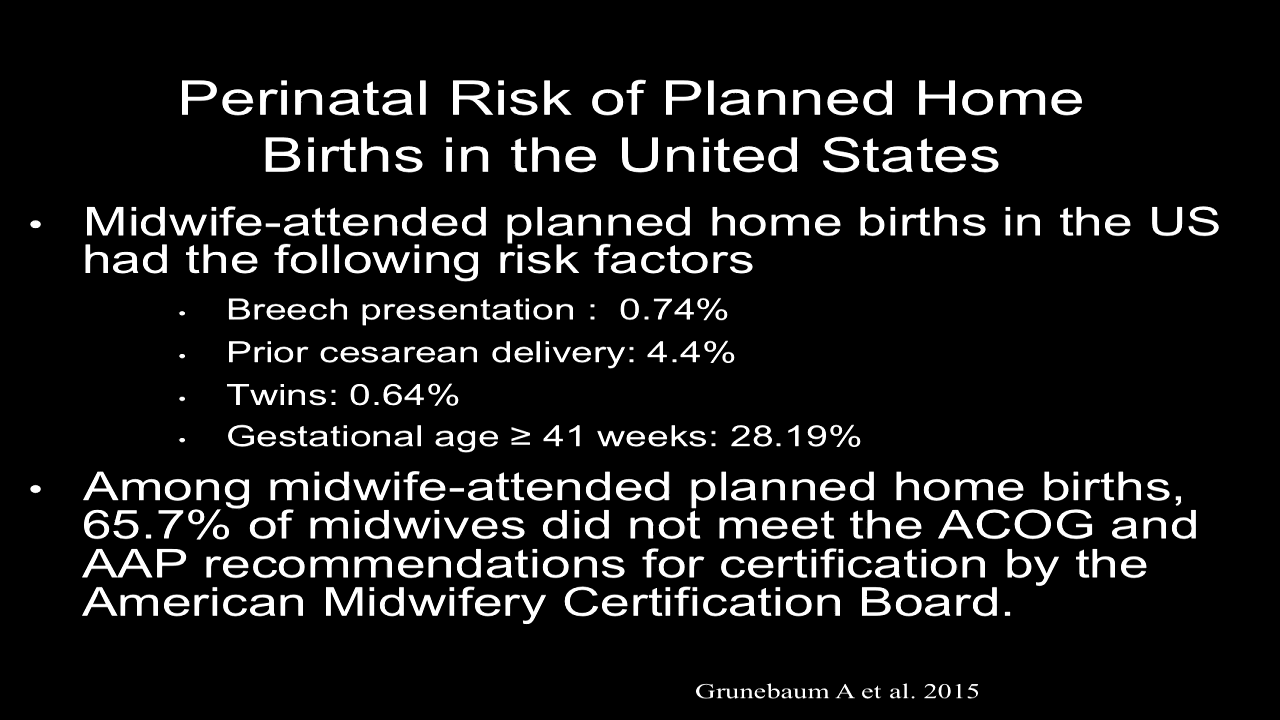 Perinatal Risk of Planned Home
Births in the United States
• Midwife-attended planned home births in the US
had the following risk factors
• Breech presentation : 0.74%
• Prior cesarean delivery: 4.4%
• Twins: 0.64%
• Gestational age ≥ 41 weeks: 28.19%
• Among midwife-attended planned home births,
65.7% of midwives did not meet the ACOG and
AAP recommendations for certification by the
American Midwifery Certification Board.
Grunebaum A et al. 2015